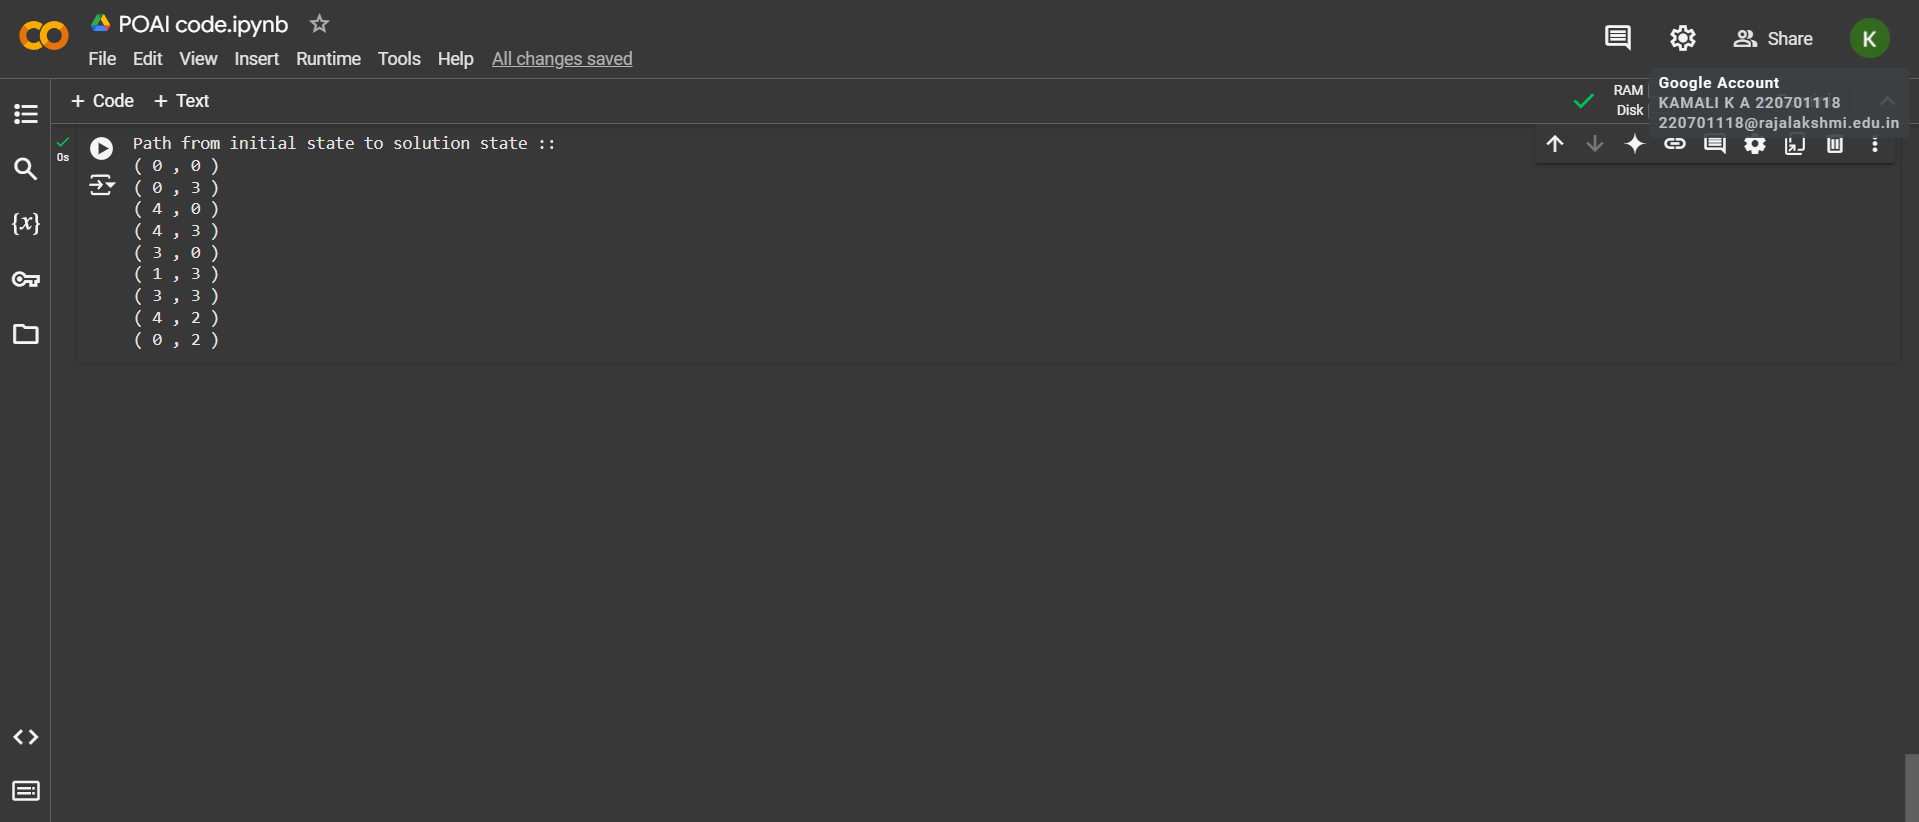 POAI code.ipynb
File Edit View Insert Runtime Tools Help All changes saved
Share
K
+ Code + Text
RAM
Disk
Google Account
KAMALI K A 220701118
220701118@rajalakshmi.edu.in
0s
{x}
Path from initial state to solution state ::
( 0 , 0 )
( 0 , 3 )
( 4 , 0 )
( 4 , 3 )
( 3 , 0 )
( 1 , 3 )
( 3 , 3 )
( 4 , 2 )
( 0 , 2 )